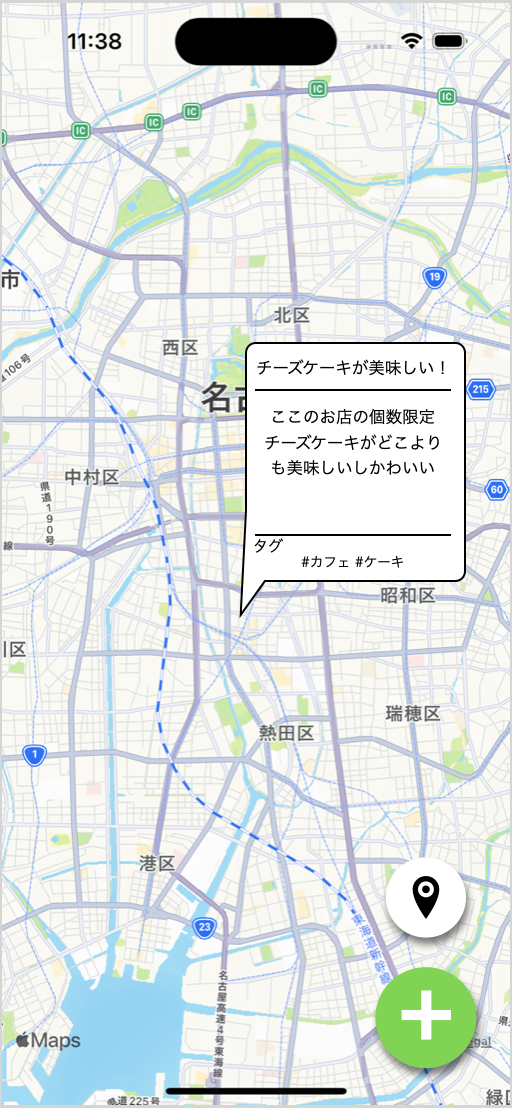 11:38
IC
IC
IC
IC
IC
19
市
北区
西区
106号
215
名古
チーズケーキが美味しい！
ここのお店の個数限定
チーズケーキがどこより
も美味しいしかわいい
タグ
#カフェ #ケーキ
中村区
県道190号
60
線
昭和区
川区
瑞穂区
熱田区
1
港区
23
東海道新幹線
名古屋高速4号東海線
Maps
県道225号
緑区